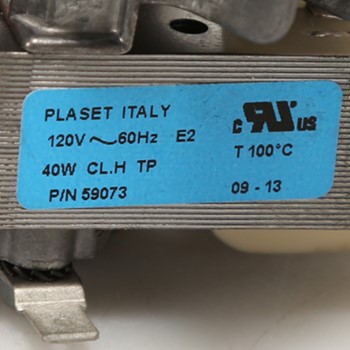 PLASET ITALY
120V ~ 60Hz E2
40W CL.H TP
P/N 59073
c UR US
T 100°C
09 - 13